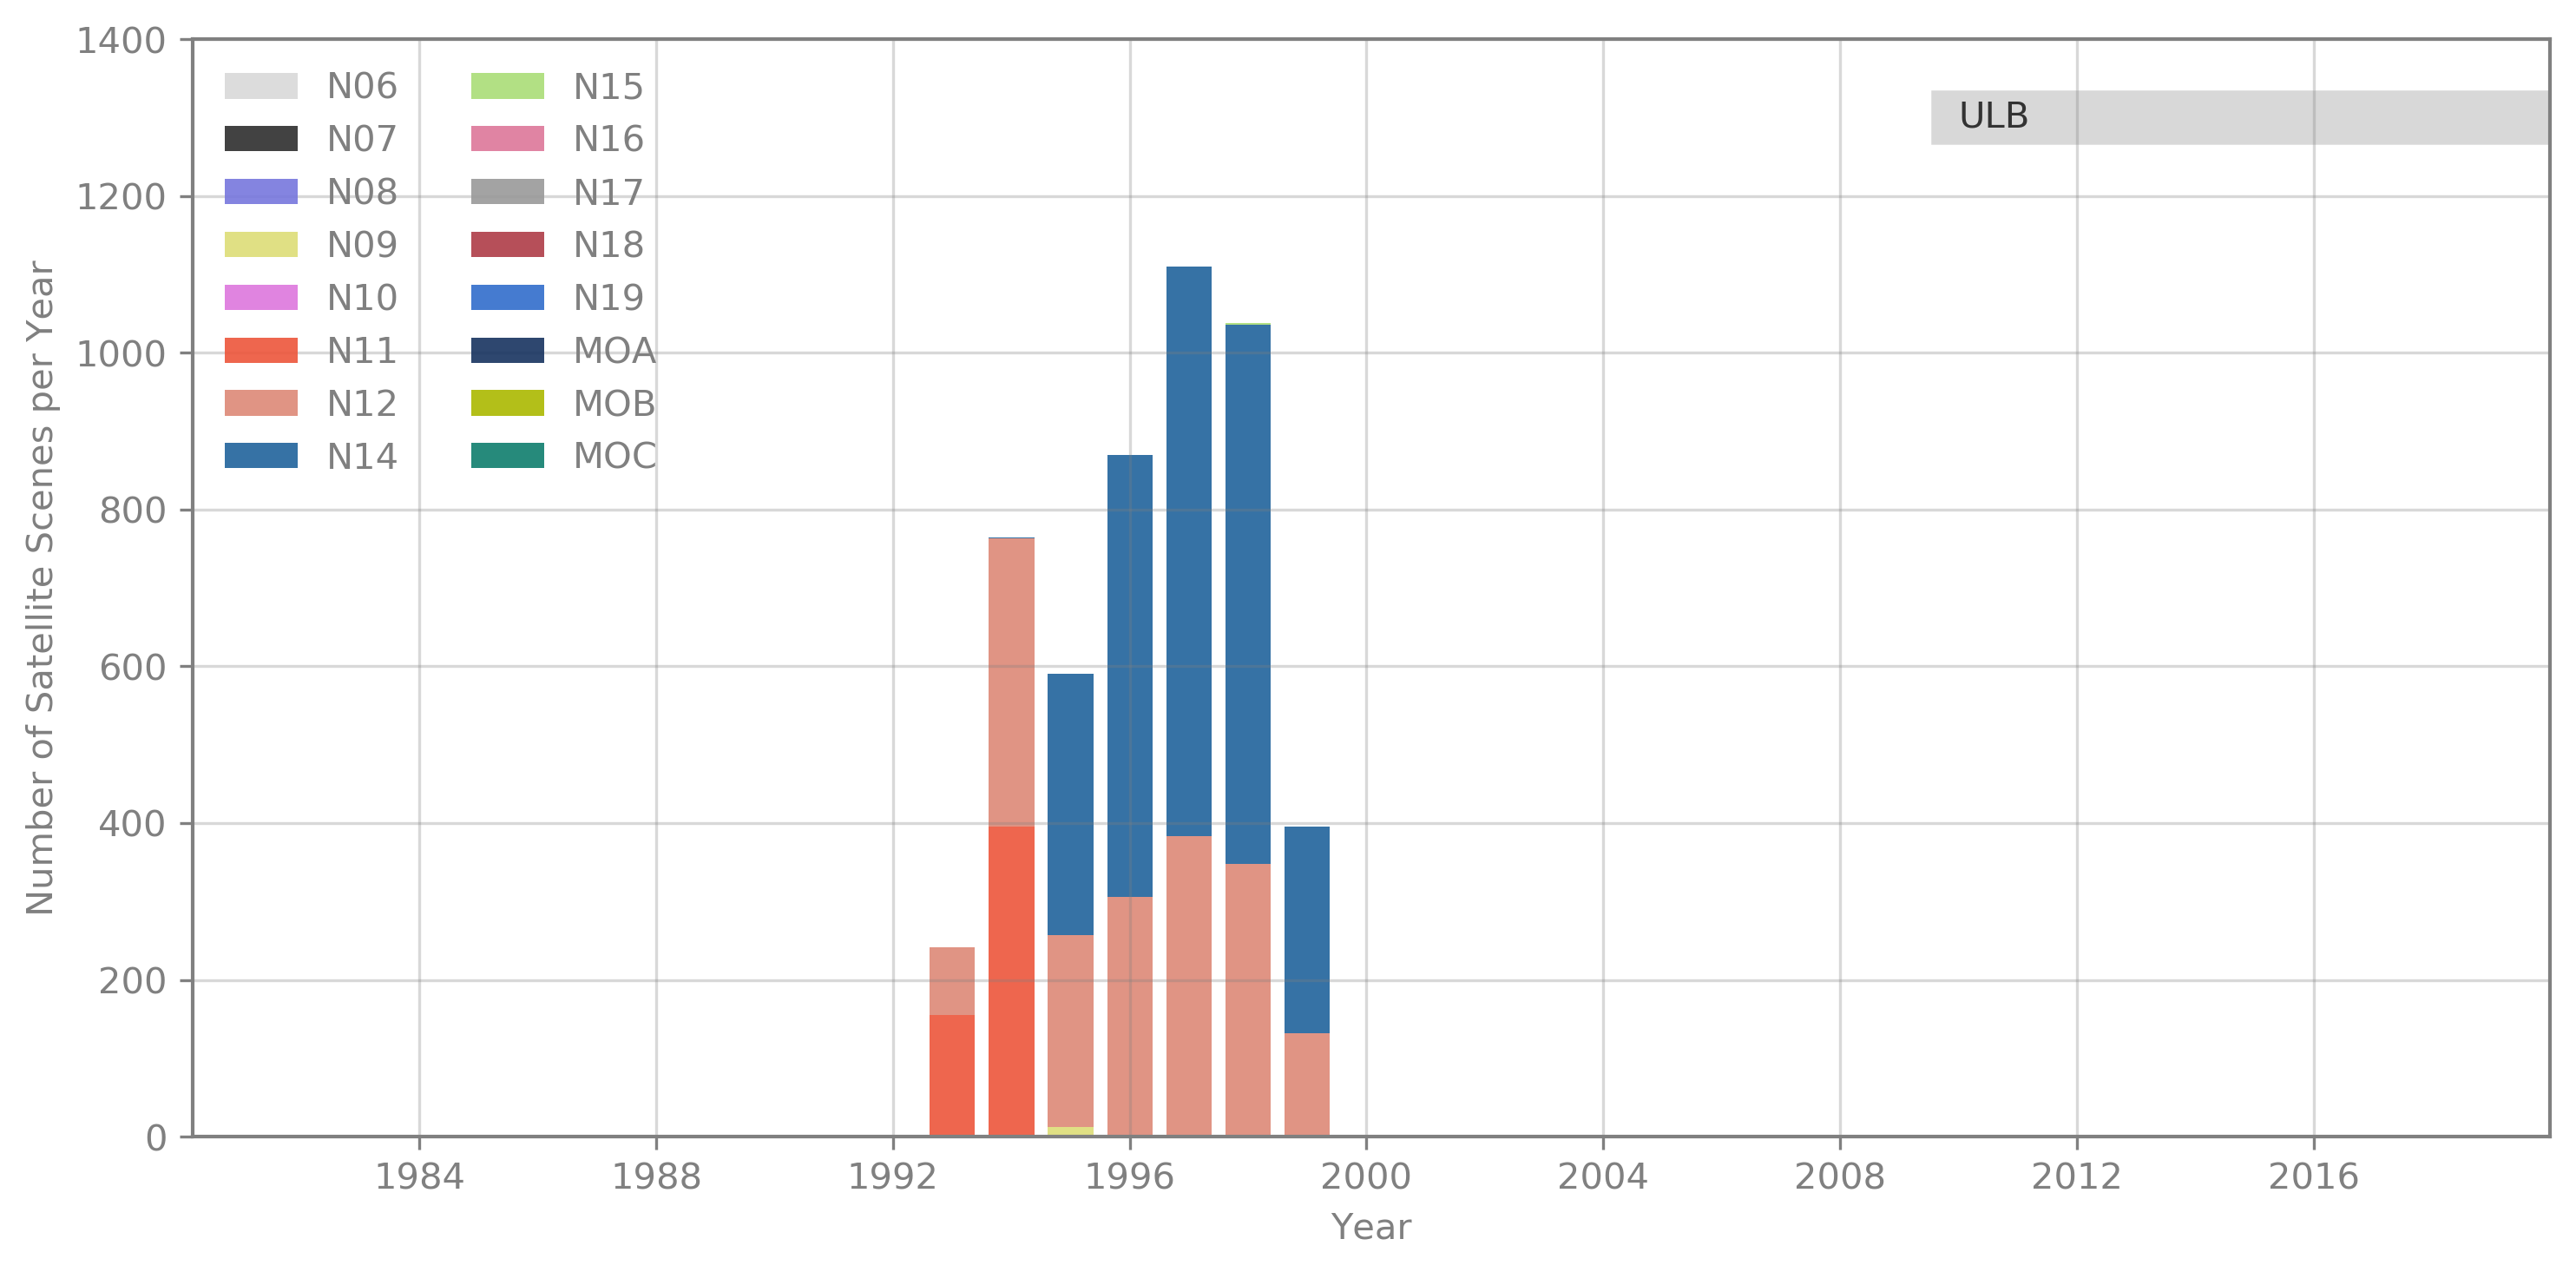 Number of Satellite Scenes per Year
1400
1200
1000
800
600
400
200
0
N06
N07
N08
N09
N10
N11
N12
N14
N15
N16
N17
N18
N19
MOA
MOB
MOC
ULB
1984 1988 1992 1996 2000 2004 2008 2012 2016
Year